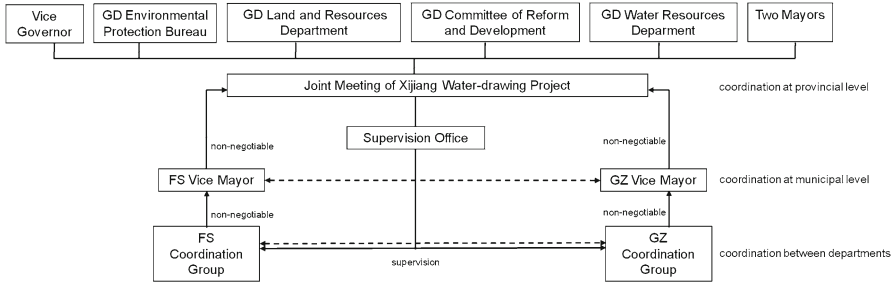 Vice
Governor
GD Environmental
Protection Bureau
GD Land and Resources
Department
GD Committee of Reform
and Development
GD Water Resources
Deparment
Two Mayors
Joint Meeting of Xijiang Water-drawing Project
coordination at provincial level
Supervision Office
non-negotiable
non-negotiable
FS Vice Mayor
GZ Vice Mayor
coordination at municipal level
non-negotiable
non-negotiable
FS
Coordination
Group
GZ
Coordination
Group
supervision
coordination between departments